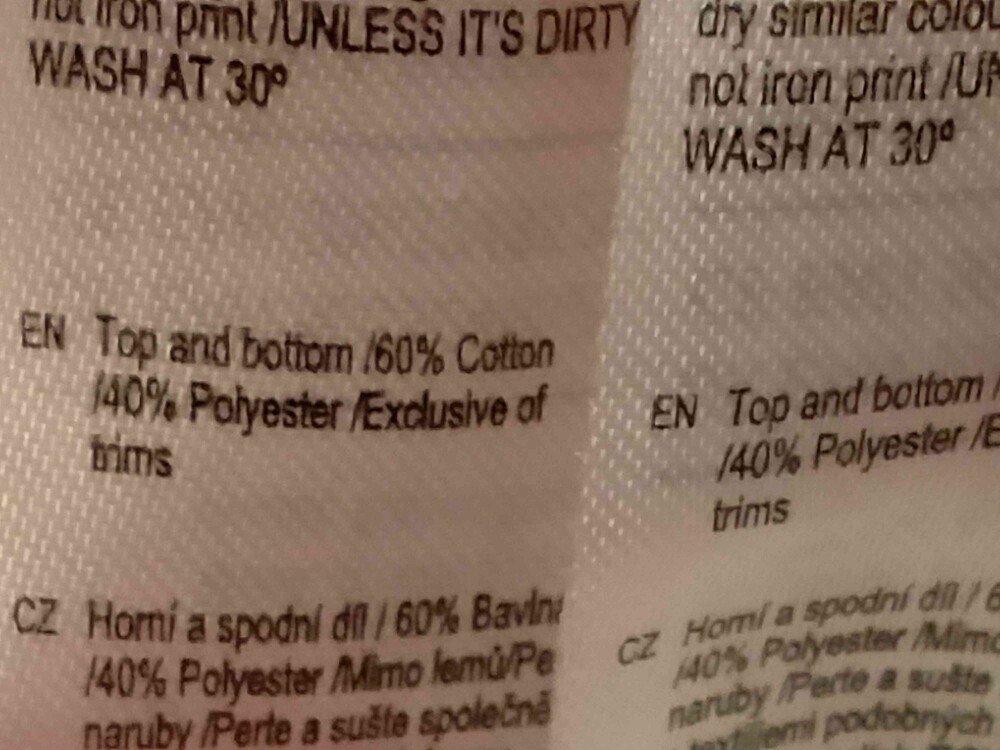 not iron print /UNLESS IT'S DIRTY
WASH AT 30º
EN Top and bottom /60% Cotton
/40% Polyester /Exclusive of
trims
CZ Horní a spodní díl / 60% Bavlna
/40% Polyester /Mimo lemů/Pe
naruby /Perte a sušte společně
dry similar colou
not iron print /UN
WASH AT 30º
EN Top and bottom /
/40% Polyester /E
trims
CZ Horní a spodní díl / 6
/40% Polyester /Mimo
naruby /Perte a sušte
textiliemi podobných